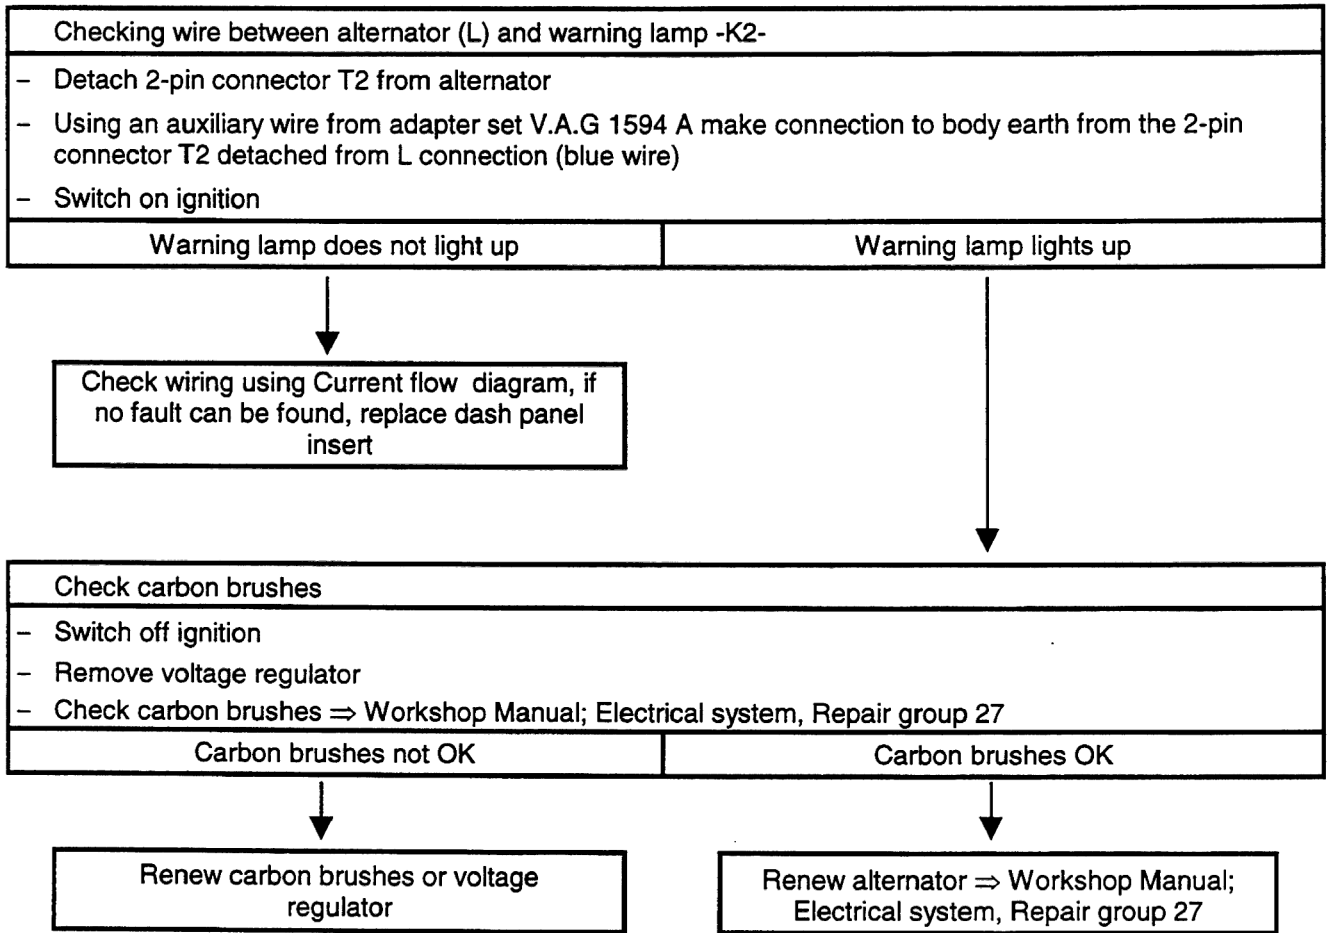 Checking wire between alternator (L) and warning lamp -K2-
– Detach 2-pin connector T2 from alternator
– Using an auxiliary wire from adapter set V.A.G 1594 A make connection to body earth from the 2-pin
connector T2 detached from L connection (blue wire)
– Switch on ignition
Warning lamp does not light up
Warning lamp lights up
Check wiring using Current flow diagram, if
no fault can be found, replace dash panel
insert
Check carbon brushes
– Switch off ignition
– Remove voltage regulator
– Check carbon brushes ⇒ Workshop Manual; Electrical system, Repair group 27
Carbon brushes not OK
Carbon brushes OK
Renew carbon brushes or voltage
regulator
Renew alternator ⇒ Workshop Manual;
Electrical system, Repair group 27